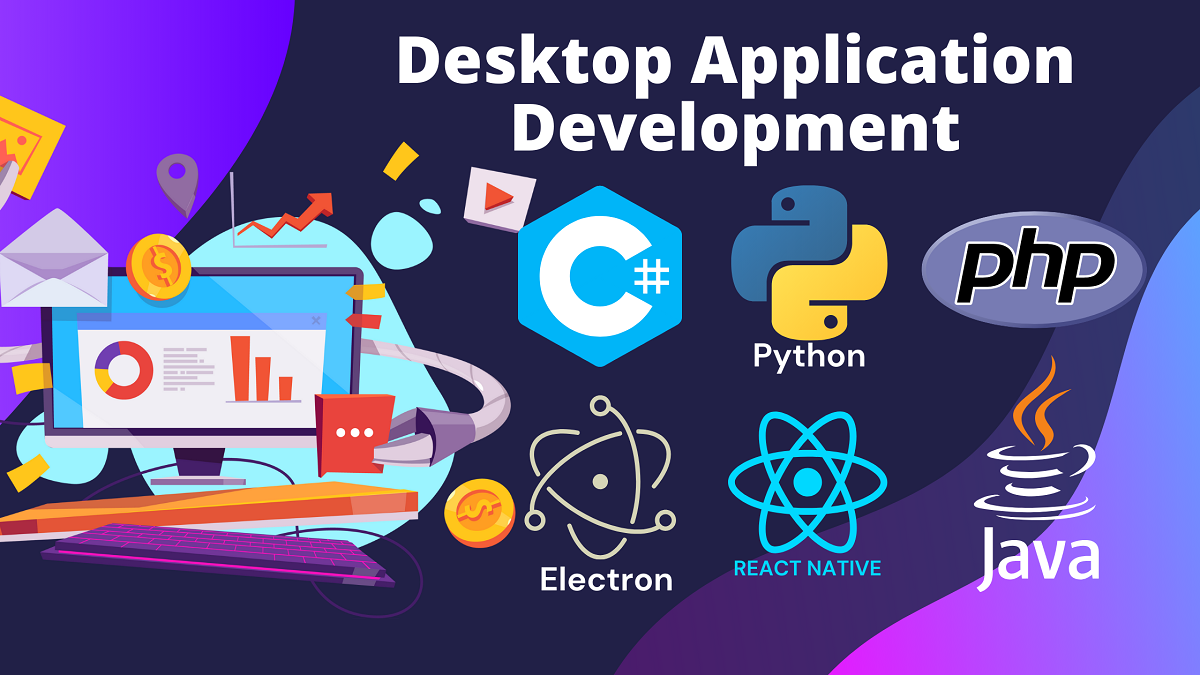 Desktop Application
Development
C#
Python
php
Electron
REACT NATIVE
Java